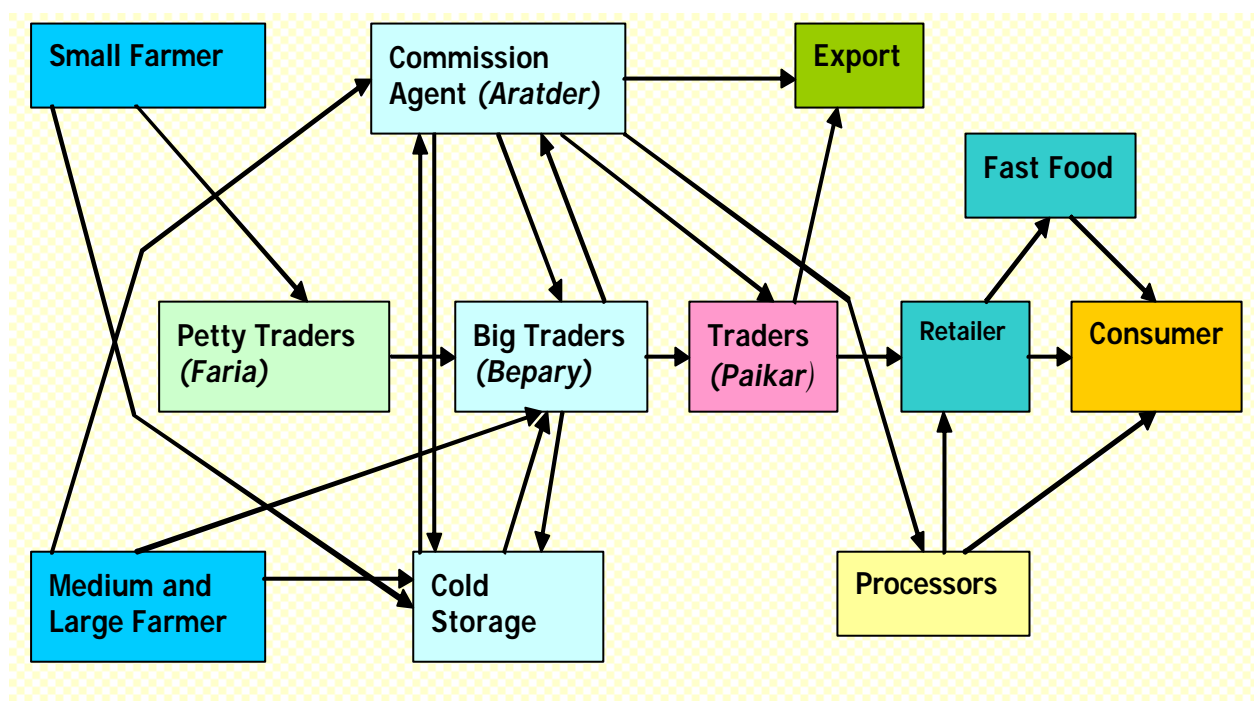 Small Farmer
Commission
Agent (Aratder)
Export
Fast Food
Petty Traders
(Faria)
Big Traders
(Bepary)
Traders
(Paikar)
Retailer
Consumer
Medium and
Large Farmer
Cold
Storage
Processors